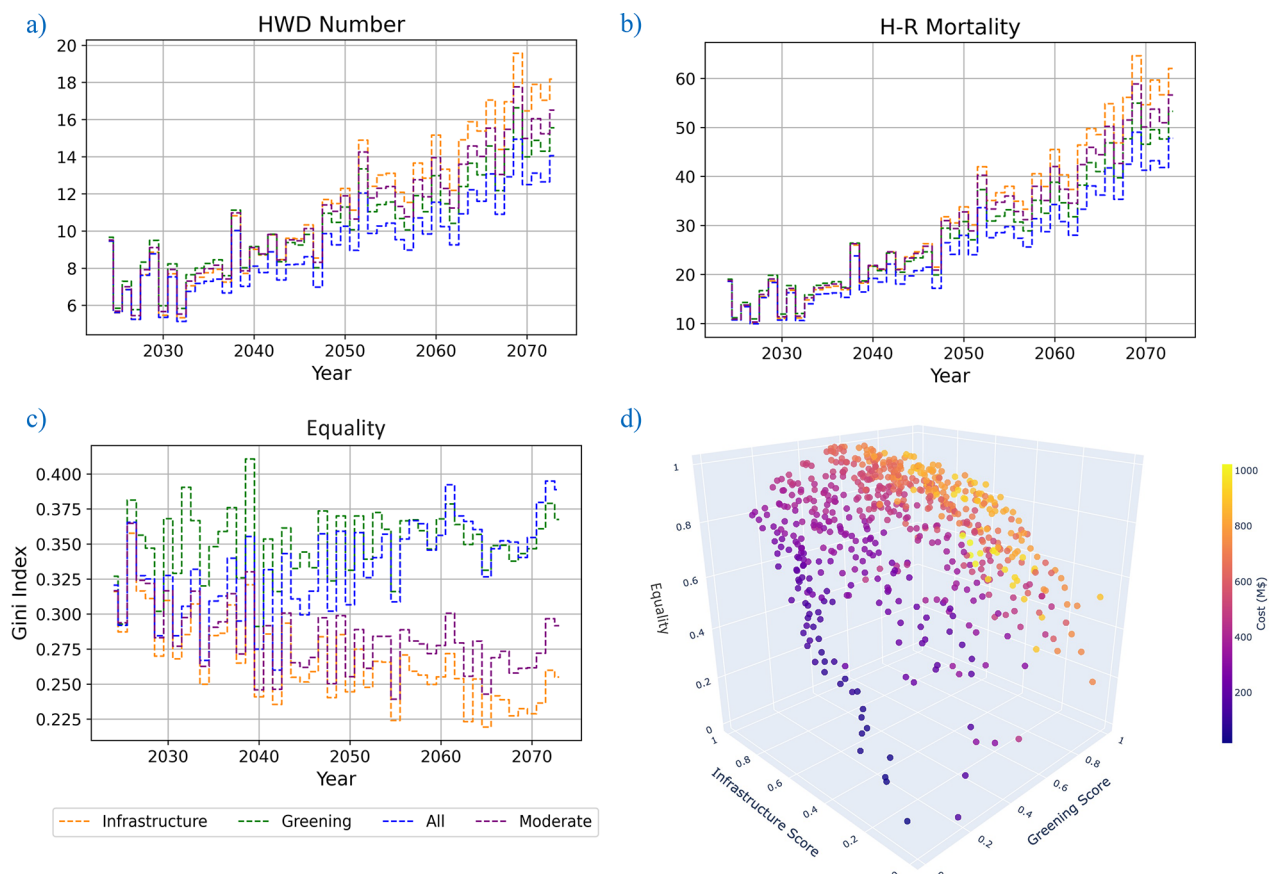 a)
HWD Number
20
18
16
14
12
10
8
6
2030 2040 2050 2060 2070
Year
b)
H-R Mortality
60
50
40
30
20
10
2030 2040 2050 2060 2070
Year
c)
Equality
Gini Index
0.400
0.375
0.350
0.325
0.300
0.275
0.250
0.225
2030 2040 2050 2060 2070
Year
Infrastructure Greening All Moderate
d)
Equality
1
0.8
0.6
0.4
0.2
0
Infrastructure Score
1
0.8
0.6
0.4
0.2
Greening Score
1
0.8
0.6
0.4
0.2
Cost (M$)
1000
800
600
400
200